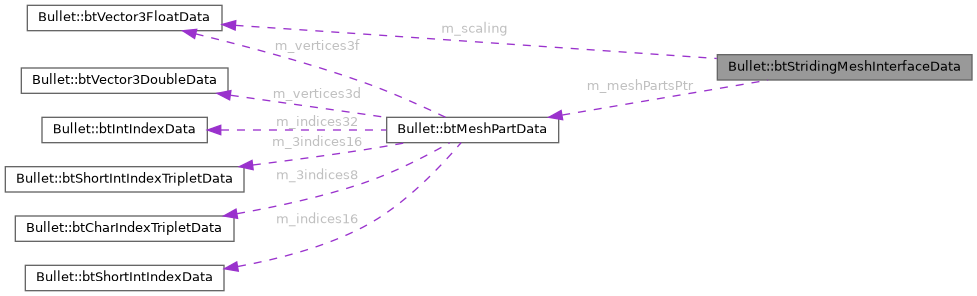 Bullet::btVector3FloatData
m_scaling
m_vertices3f
Bullet::btStridingMeshInterfaceData
Bullet::btVector3DoubleData
m_vertices3d
m_meshPartsPtr
Bullet::btIntIndexData
m_indices32
Bullet::btMeshPartData
m_3indices16
Bullet::btShortIntIndexTripletData
m_3indices8
Bullet::btCharIndexTripletData
m_indices16
Bullet::btShortIntIndexData